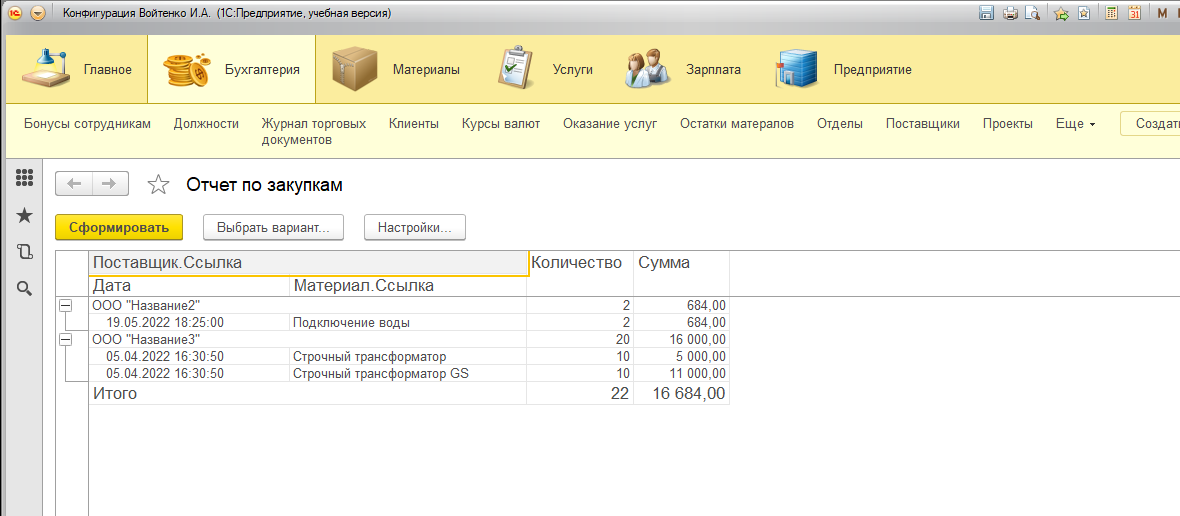 Конфигурация Войтенко И.А. (1С:Предприятие, учебная версия)
31 M
Главное Бухгалтерия Материалы Услуги Зарплата Предприятие
Бонусы сотрудникам Должности Журнал торговых Клиенты Курсы валют Оказание услуг Остатки матералов Отделы Поставщики Проекты Еще Создать
документов
Отчет по закупкам
Сформировать Выбрать вариант... Настройки...
Поставщик.Ссылка Количество Сумма
Дата Материал.Ссылка
ООО "Название2" 2 684,00
19.05.2022 18:25:00 Подключение воды 2 684,00
ООО "Название3" 20 16 000,00
05.04.2022 16:30:50 Строчный трансформатор 10 5 000,00
05.04.2022 16:30:50 Строчный трансформатор GS 10 11 000,00
Итого 22 16 684,00